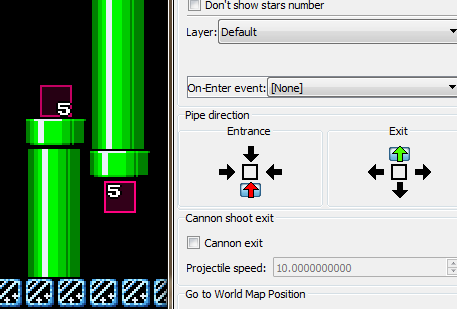 Don't show stars number
Layer: Default
On-Enter event: [None]
Pipe direction
Entrance
Exit
Cannon shoot exit
Cannon exit
Projectile speed: 10.0000000000
Go to World Map Position
5
5